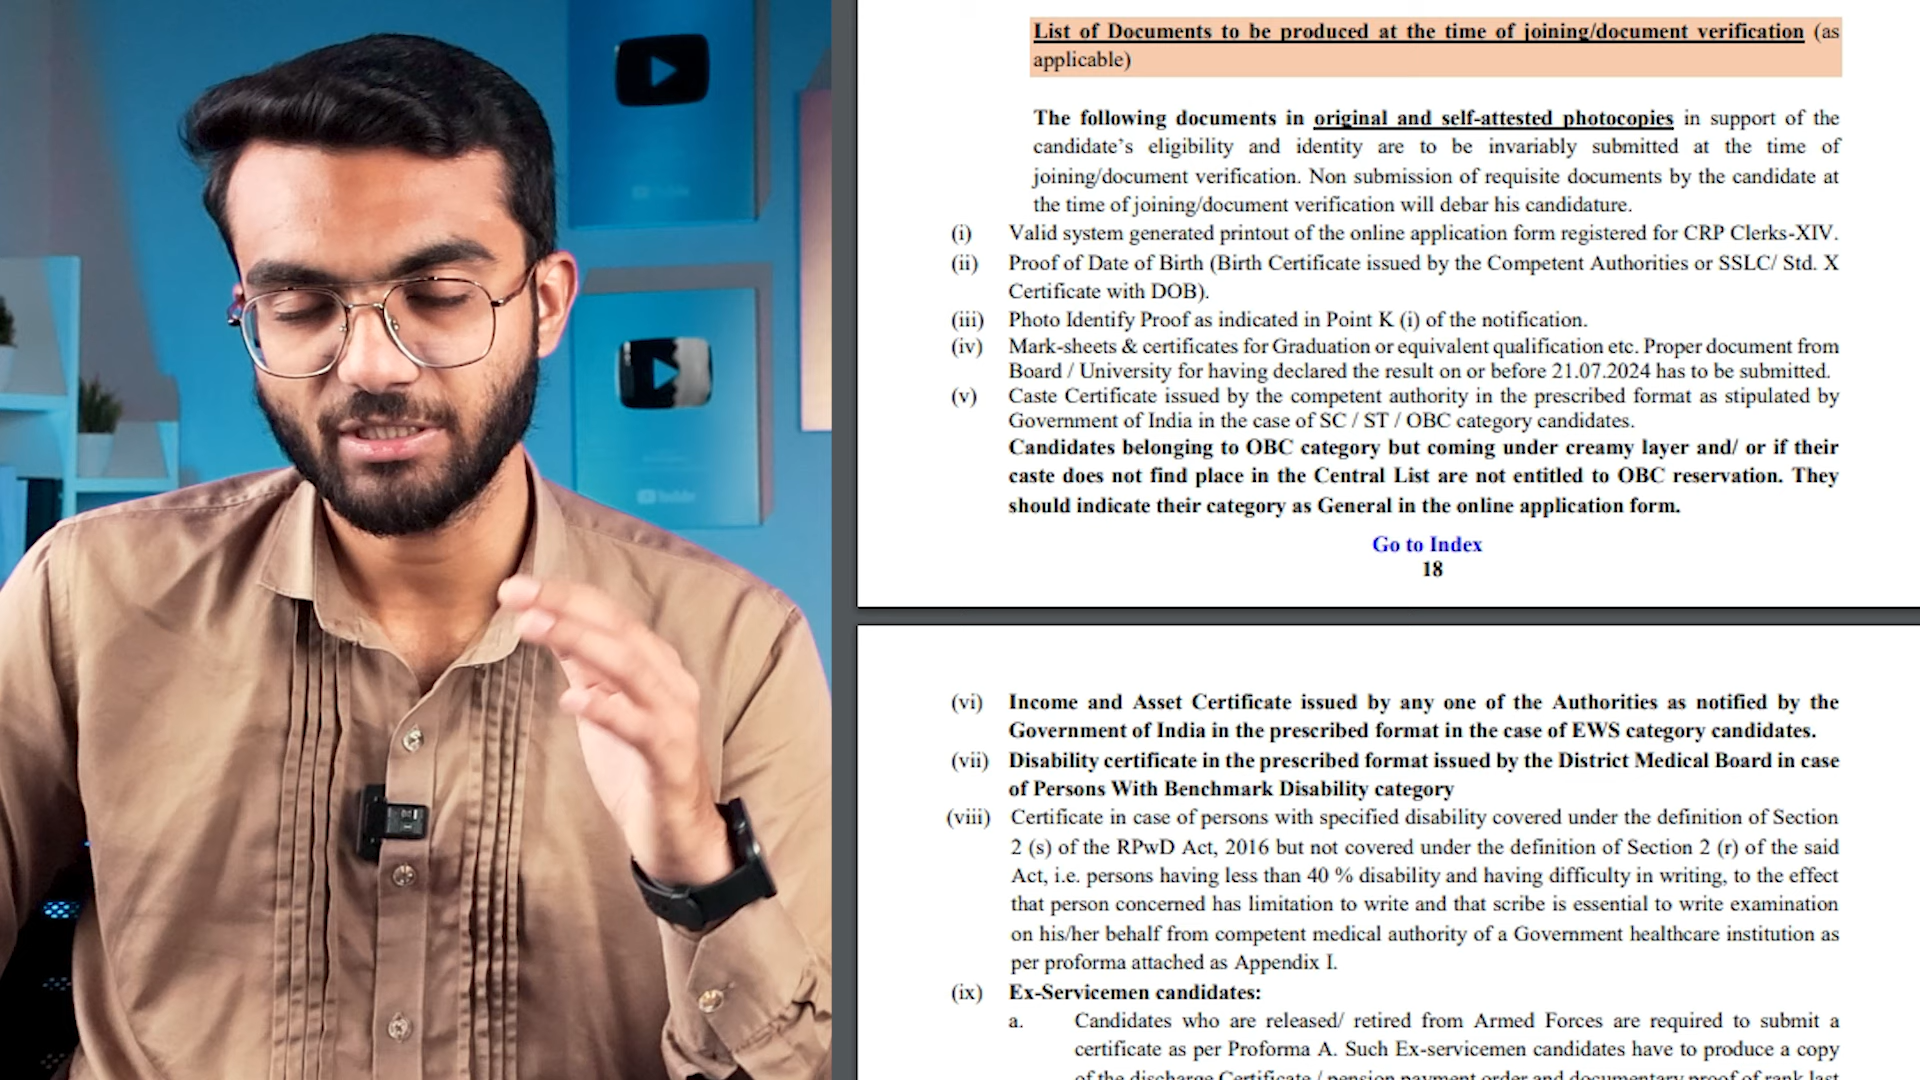 List of Documents to be produced at the time of joining/document verification (as
applicable)
The following documents in original and self-attested photocopies in support of the
candidate's eligibility and identity are to be invariably submitted at the time of
joining/document verification. Non submission of requisite documents by the candidate at
the time of joining/document verification will debar his candidature.
(i) Valid system generated printout of the online application form registered for CRP Clerks-XIV.
(ii) Proof of Date of Birth (Birth Certificate issued by the Competent Authorities or SSLC/ Std. X
Certificate with DOB).
(iii) Photo Identify Proof as indicated in Point K (i) of the notification.
(iv) Mark-sheets & certificates for Graduation or equivalent qualification etc. Proper document from
Board / University for having declared the result on or before 21.07.2024 has to be submitted.
(v) Caste Certificate issued by the competent authority in the prescribed format as stipulated by
Government of India in the case of SC / ST / OBC category candidates.
Candidates belonging to OBC category but coming under creamy layer and/ or if their
caste does not find place in the Central List are not entitled to OBC reservation. They
should indicate their category as General in the online application form.
Go to Index
18
(vi) Income and Asset Certificate issued by any one of the Authorities as notified by the
Government of India in the prescribed format in the case of EWS category candidates.
(vii) Disability certificate in the prescribed format issued by the District Medical Board in case
of Persons With Benchmark Disability category
(viii) Certificate in case of persons with specified disability covered under the definition of Section
2 (s) of the RPwD Act, 2016 but not covered under the definition of Section 2 (r) of the said
Act, i.e. persons having less than 40 % disability and having difficulty in writing, to the effect
that person concerned has limitation to write and that scribe is essential to write examination
on his/her behalf from competent medical authority of a Government healthcare institution as
per proforma attached as Appendix I.
(ix) Ex-Servicemen candidates:
a. Candidates who are released/ retired from Armed Forces are required to submit a
certificate as per Proforma A. Such Ex-servicemen candidates have to produce a copy
of the discharge Certificate / pension payment order and documentary proof of rank last